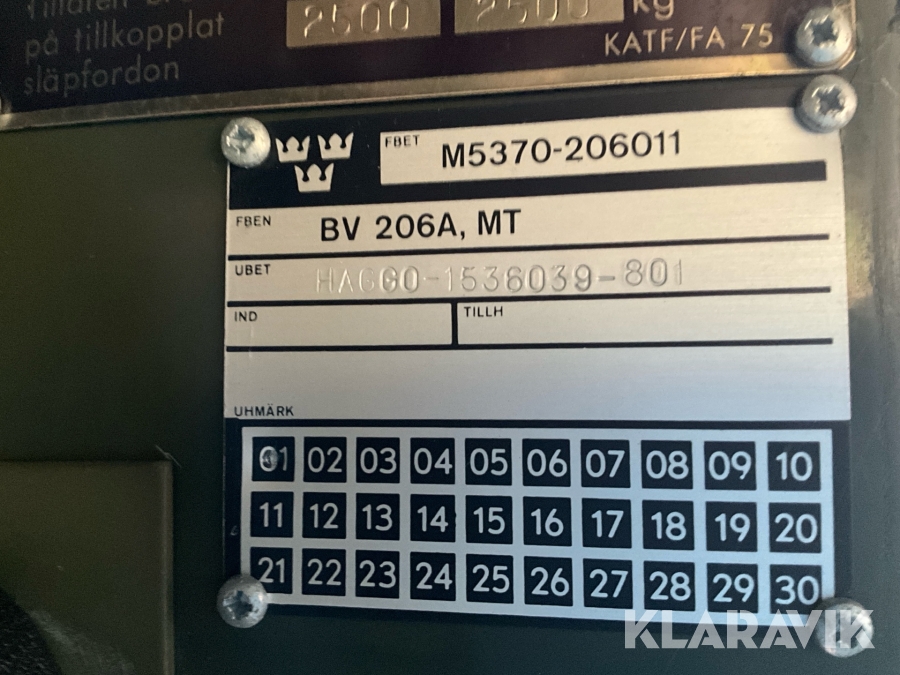 på tillkopplat
släpfordon
2500 2500 kg
KATF/FA 75
FBET M5370-206011
FBEN BV 206A, MT
UBET HAGGO-1536039-801
IND TILLH
UHMÄRK
01 02 03 04 05 06 07 08 09 10
11 12 13 14 15 16 17 18 19 20
21 22 23 24 25 26 27 28 29 30
KLARAVIK